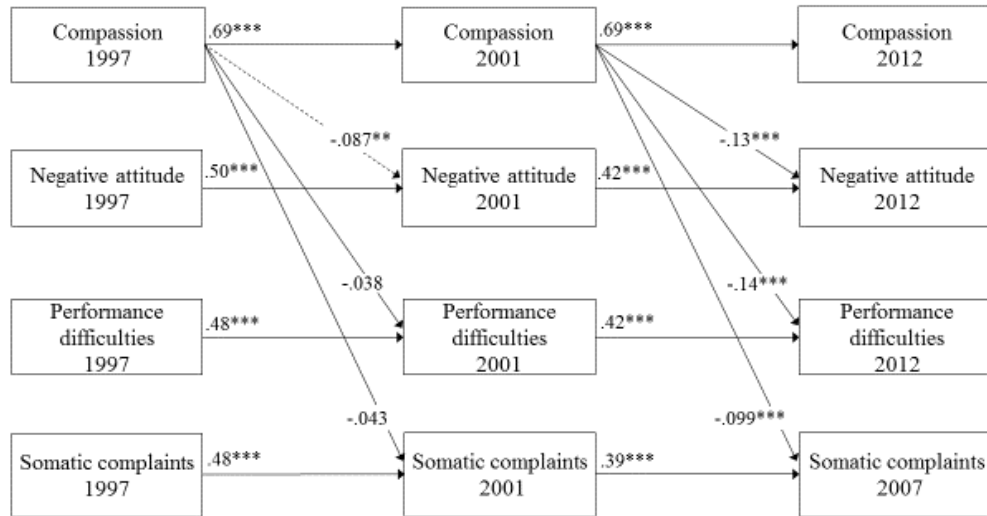 Compassion
1997
.69***
Compassion
2001
.69***
Compassion
2012
-.087**
-.13***
Negative attitude
1997
.50***
Negative attitude
2001
.42***
Negative attitude
2012
-.038
-.14***
Performance
difficulties
1997
.48***
Performance
difficulties
2001
.42***
Performance
difficulties
2012
-.043
-.099***
Somatic complaints
1997
.48***
Somatic complaints
2001
.39***
Somatic complaints
2007